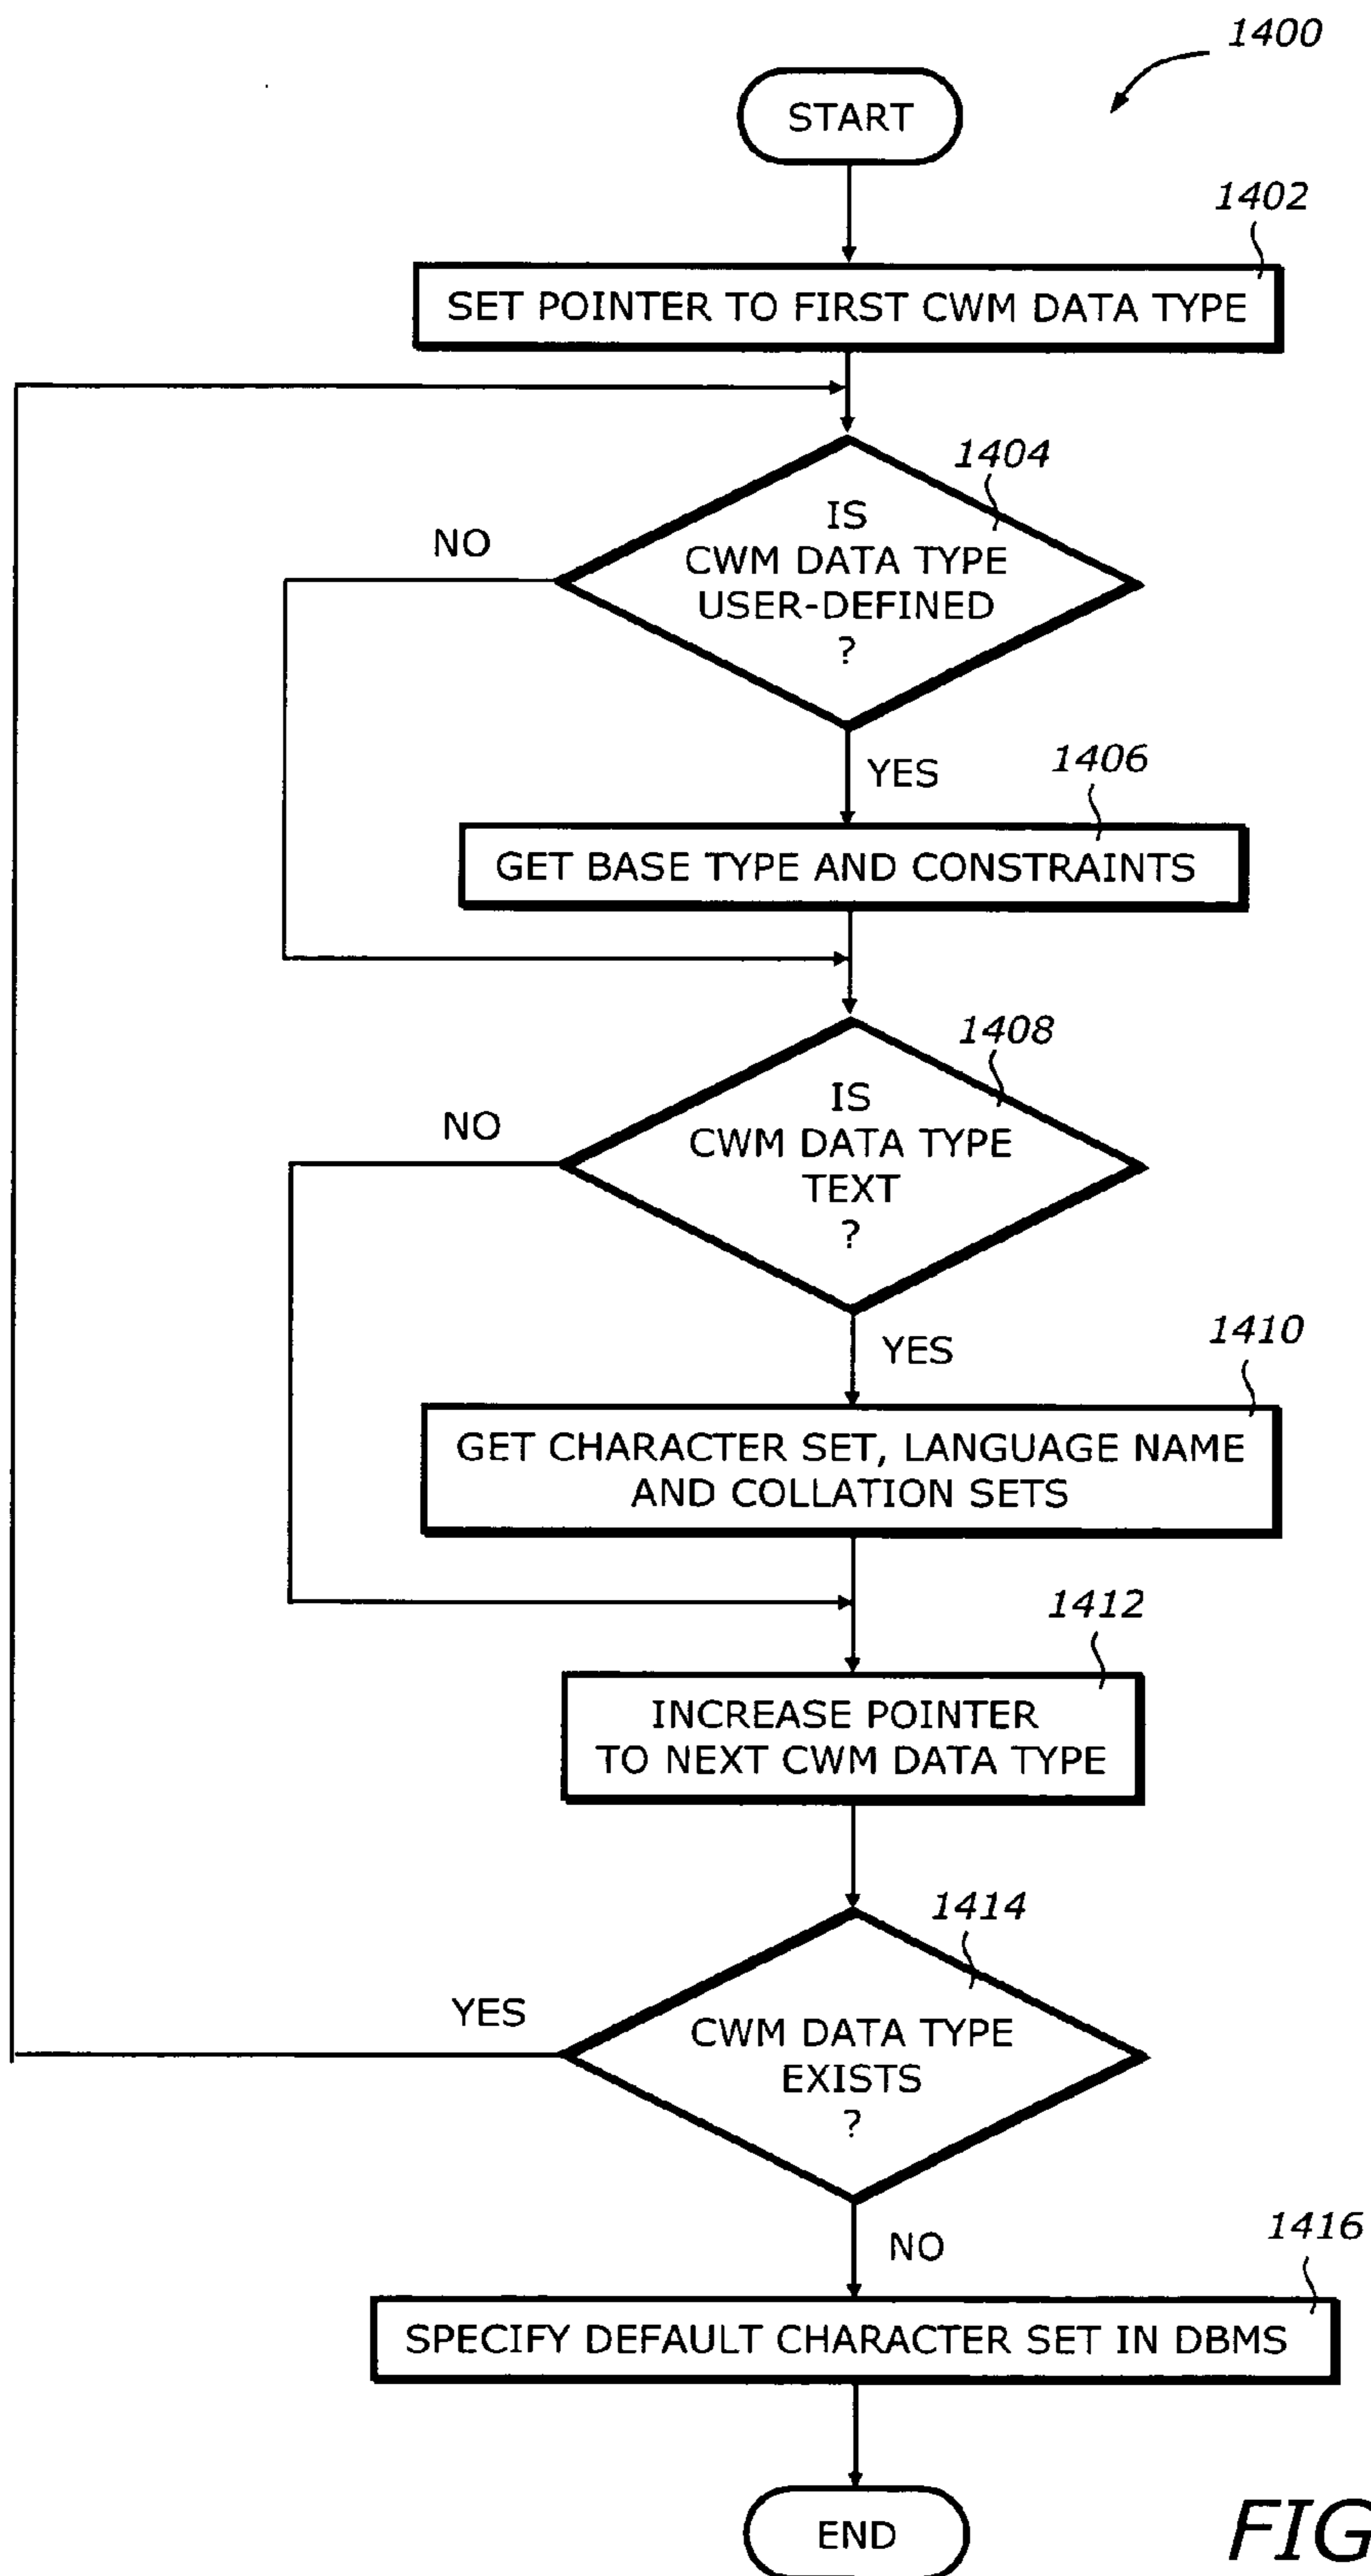 1400
START
1402
SET POINTER TO FIRST CWM DATA TYPE
1404
IS
CWM DATA TYPE
USER-DEFINED
?
NO
YES
1406
GET BASE TYPE AND CONSTRAINTS
1408
IS
CWM DATA TYPE
TEXT
?
NO
YES
1410
GET CHARACTER SET, LANGUAGE NAME
AND COLLATION SETS
1412
INCREASE POINTER
TO NEXT CWM DATA TYPE
1414
YES
CWM DATA TYPE
EXISTS
?
NO
1416
SPECIFY DEFAULT CHARACTER SET IN DBMS
END
FIG